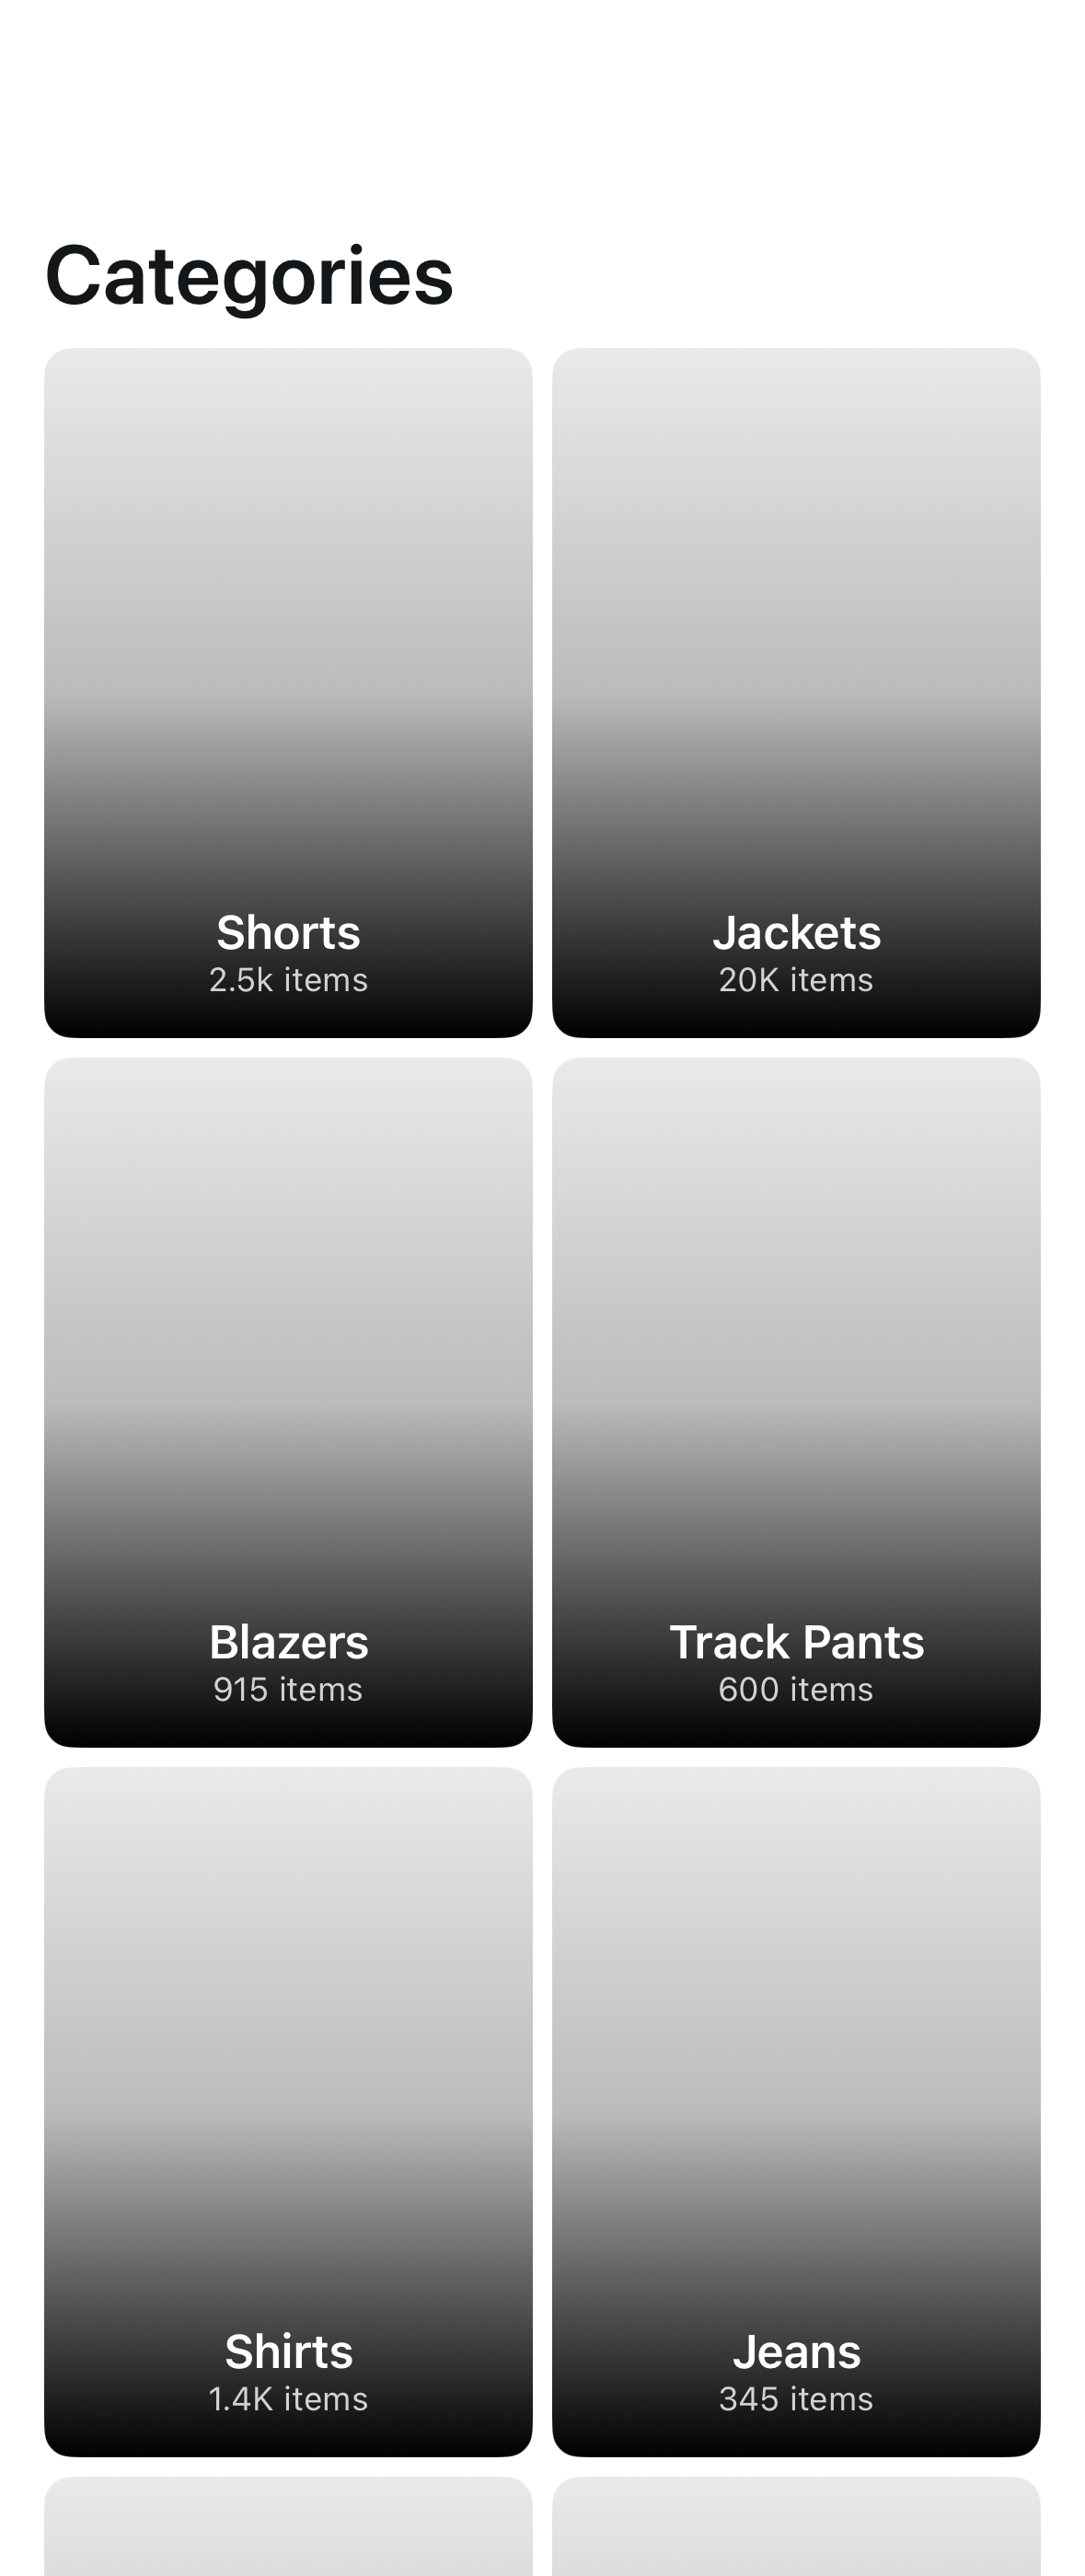 Categories
Shorts
2.5k items
Jackets
20K items
Blazers
915 items
Track Pants
600 items
Shirts
1.4K items
Jeans
345 items